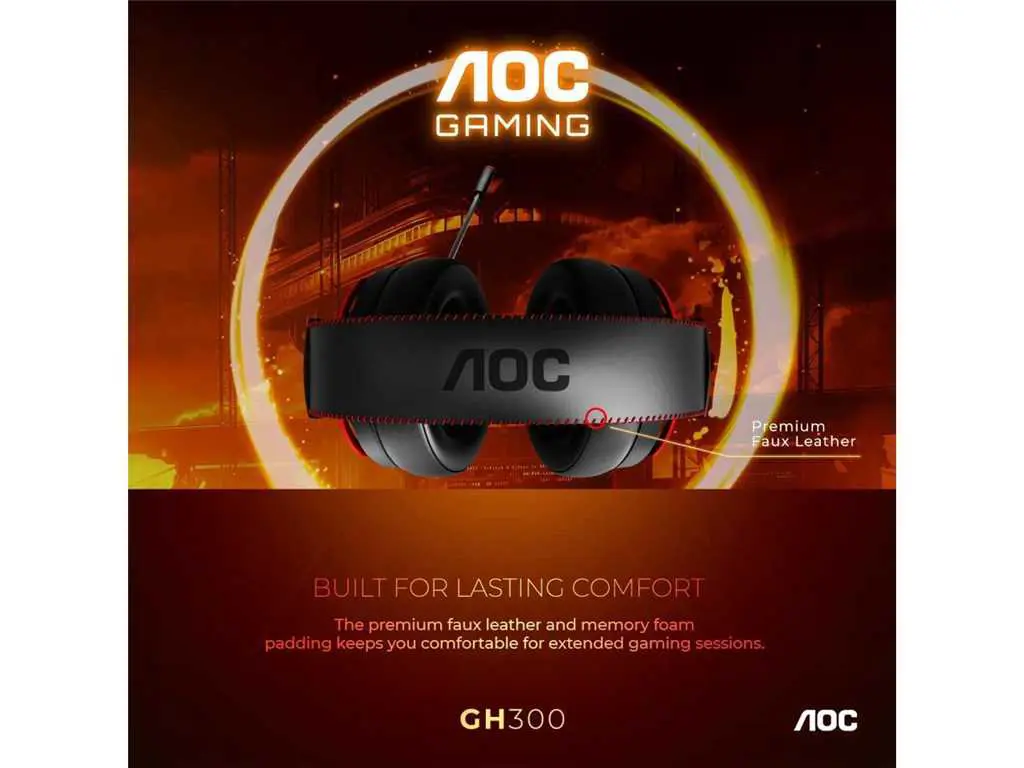 AOC
GAMING
AOC
Premium
Faux Leather
BUILT FOR LASTING COMFORT
The premium faux leather and memory foam
padding keeps you comfortable for extended gaming sessions.
GH300
AOC